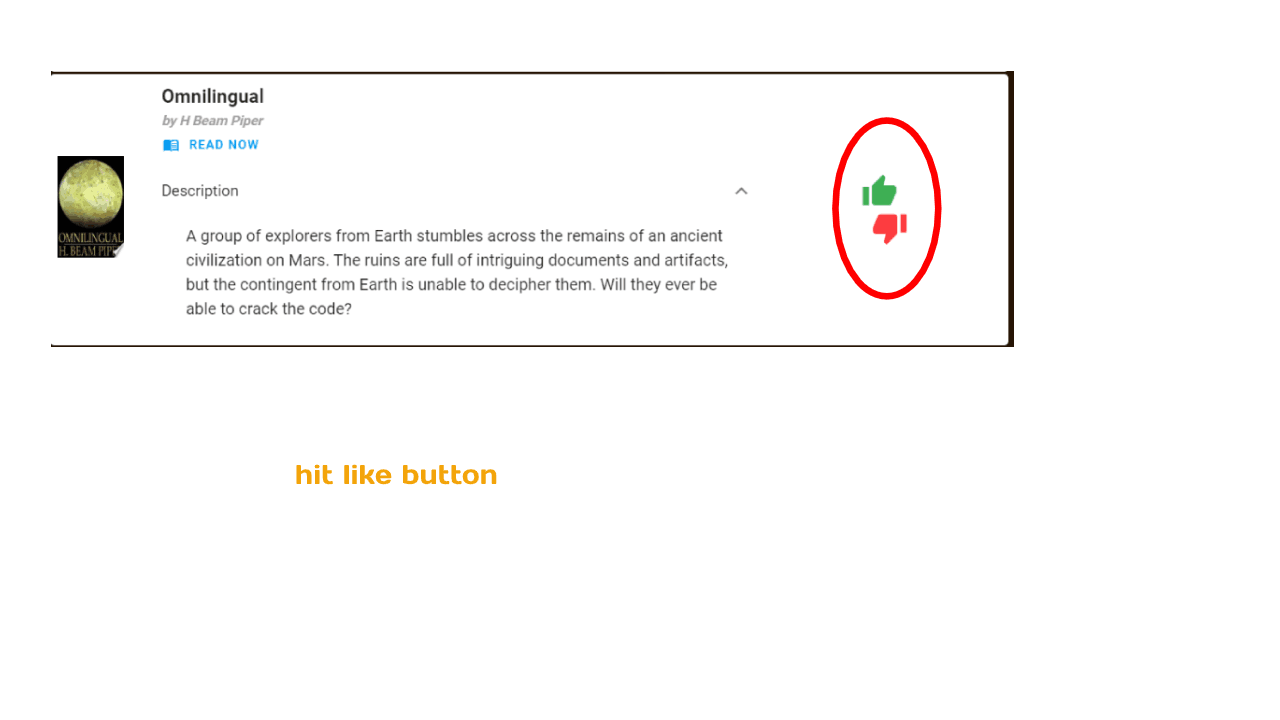 Omnilingual
by H Beam Piper
READ NOW
Description
A group of explorers from Earth stumbles across the remains of an ancient
civilization on Mars. The ruins are full of intriguing documents and artifacts,
but the contingent from Earth is unable to decipher them. Will they ever be
able to crack the code?
OMNILINGUAL
H. BEAM PIPER
hit like button